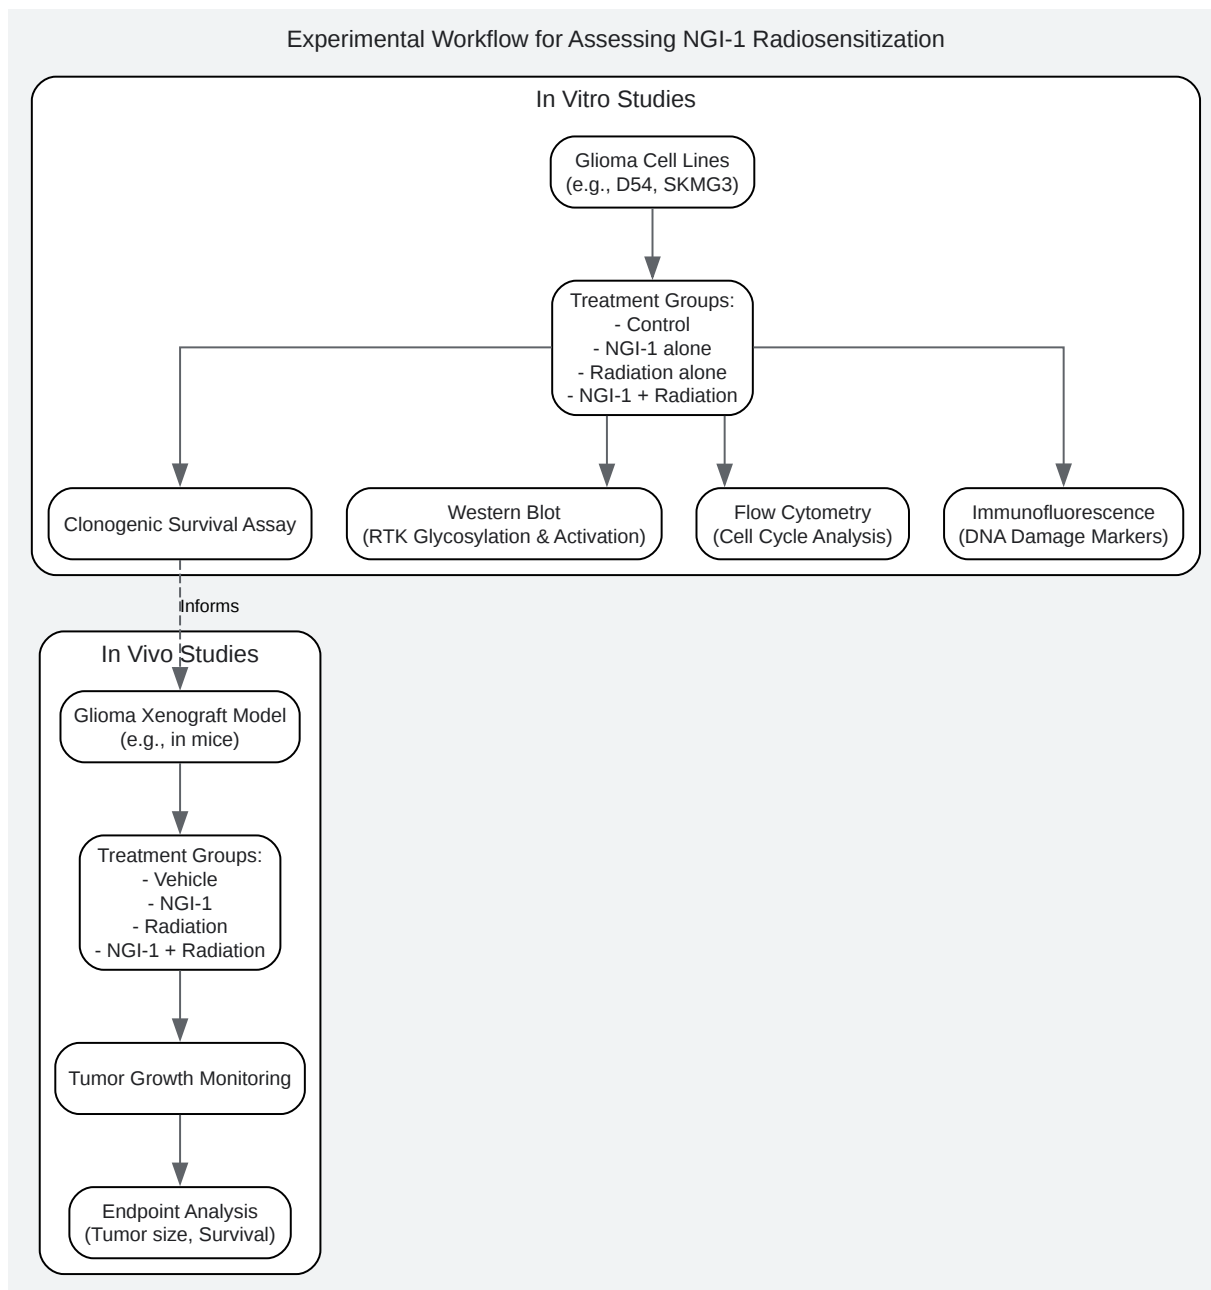 Experimental Workflow for Assessing NGI-1 Radiosensitization
In Vitro Studies
Glioma Cell Lines
(e.g., D54, SKMG3)
Treatment Groups:
- Control
- NGI-1 alone
- Radiation alone
- NGI-1 + Radiation
Clonogenic Survival Assay
Western Blot
(RTK Glycosylation & Activation)
Flow Cytometry
(Cell Cycle Analysis)
Immunofluorescence
(DNA Damage Markers)
Informs
In Vivo Studies
Glioma Xenograft Model
(e.g., in mice)
Treatment Groups:
- Vehicle
- NGI-1
- Radiation
- NGI-1 + Radiation
Tumor Growth Monitoring
Endpoint Analysis
(Tumor size, Survival)